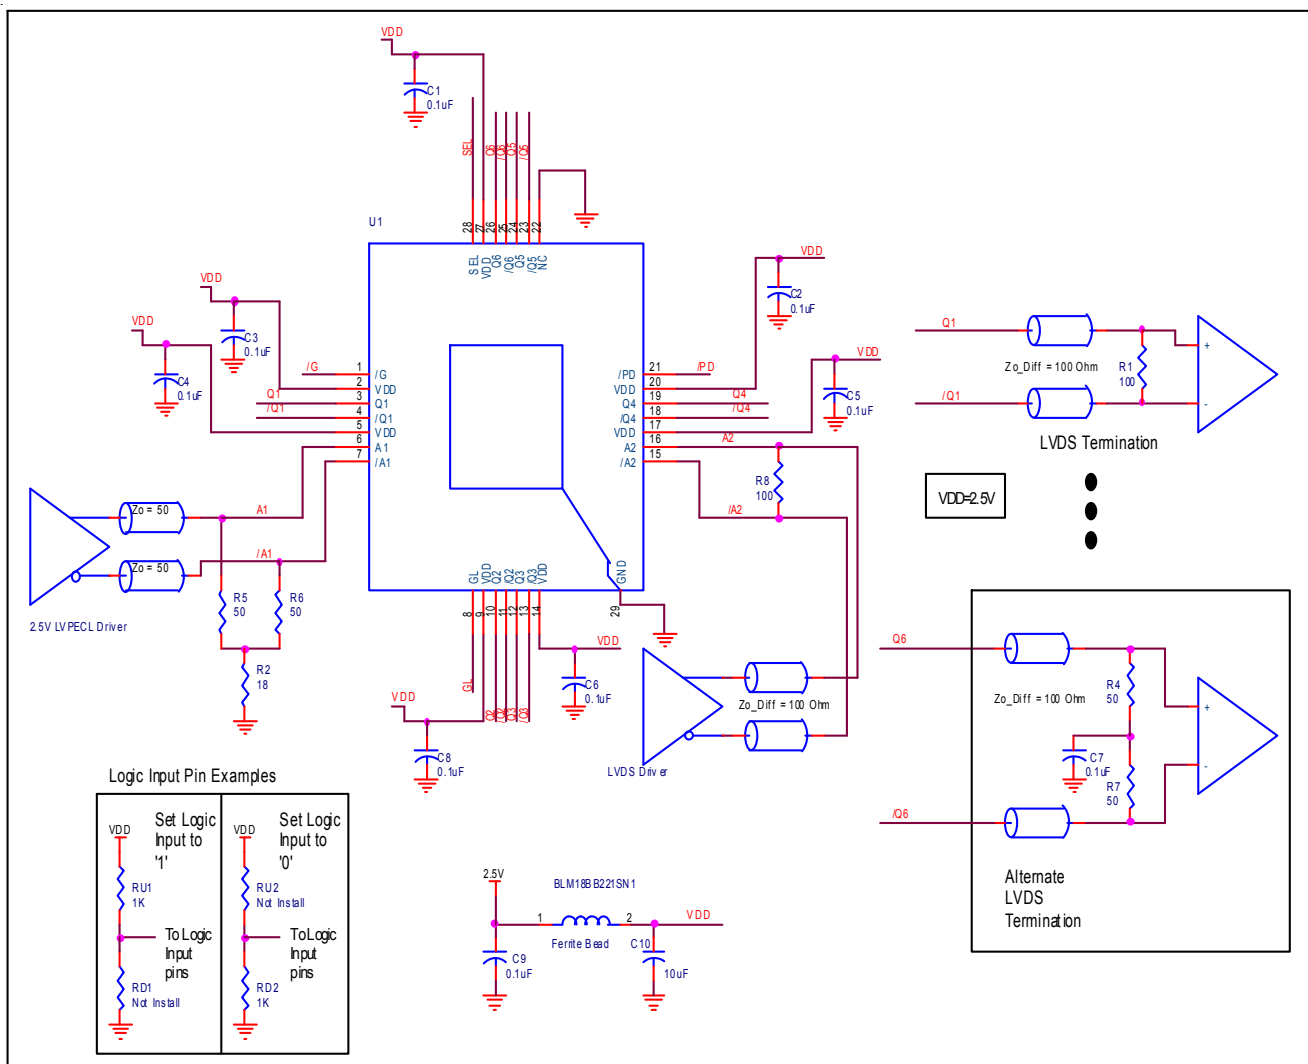 VDD
C1
0.1uF
SEL
Q6
/Q6
Q5
/Q5
28
27
26
25
24
23
22
U1
SEL
VDD
Q6
/Q6
Q5
/Q5
NC
VDD
C3
0.1uF
VDD
C4
0.1uF
/G
Q1
/Q1
1
2
3
4
5
6
7
/G
VDD
Q1
/Q1
VDD
A1
/A1
/PD
VDD
Q4
/Q4
VDD
A2
/A2
21
20
19
18
17
16
15
/PD
Q4
/Q4
A2
/A2
VDD
C2
0.1uF
VDD
C5
0.1uF
R8
100
Q1
/Q1
Zo_Diff = 100 Ohm
R1
100
+
-
LVDS Termination
VDD=2.5V
Zo = 50
A1
Zo = 50
/A1
2.5V LVPECL Driver
R5
50
R6
50
R2
18
GL
VDD
Q2
/Q2
Q3
/Q3
VDD
GND
8
9
10
11
12
13
14
29
GL
Q2
/Q2
Q3
/Q3
VDD
C6
0.1uF
VDD
C8
0.1uF
LVDS Driver
Zo_Diff = 100 Ohm
Q6
/Q6
Zo_Diff = 100 Ohm
R4
50
C7
0.1uF
R7
50
+
-
Alternate
LVDS
Termination
Logic Input Pin Examples
VDD
Set Logic
Input to
'1'
RU1
1K
To Logic
Input
pins
RD1
Not Install
VDD
Set Logic
Input to
'0'
RU2
Not Install
To Logic
Input
pins
RD2
1K
2.5V
BLM18BB221SN1
1
2
VDD
Ferrite Bead
C9
0.1uF
C10
10uF